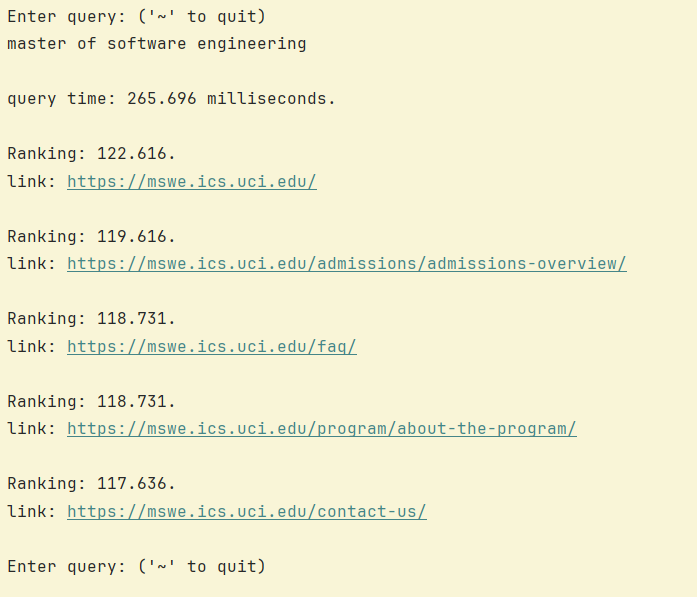 Enter query: ('~' to quit)
master of software engineering
query time: 265.696 milliseconds.
Ranking: 122.616.
link: https://mswe.ics.uci.edu/
Ranking: 119.616.
link: https://mswe.ics.uci.edu/admissions/admissions-overview/
Ranking: 118.731.
link: https://mswe.ics.uci.edu/faq/
Ranking: 118.731.
link: https://mswe.ics.uci.edu/program/about-the-program/
Ranking: 117.636.
link: https://mswe.ics.uci.edu/contact-us/
Enter query: ('~' to quit)